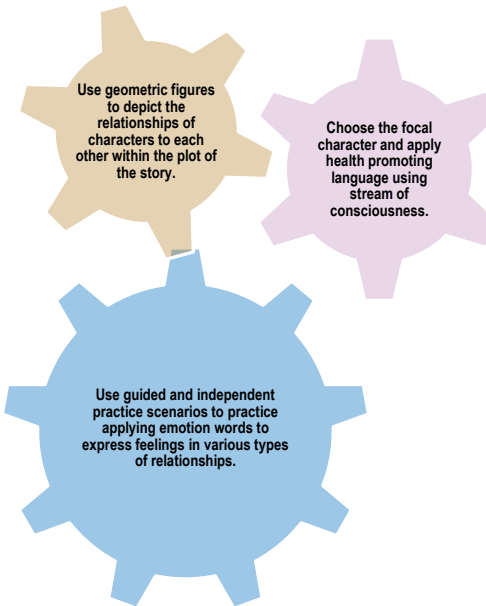 Use geometric figures
to depict the
relationships of
characters to each
other within the plot of
the story.
Choose the focal
character and apply
health promoting
language using
stream of
consciousness.
Use guided and independent
practice scenarios to practice
applying emotion words to
express feelings in various types
of relationships.